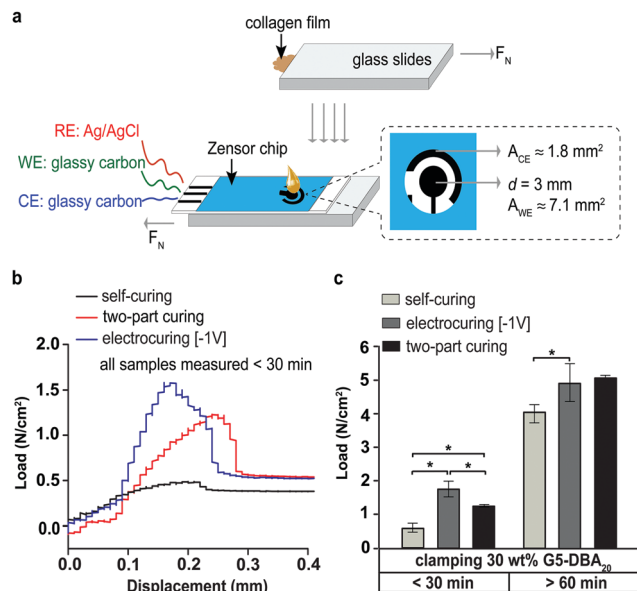 a
collagen film
glass slides
F_N
RE: Ag/AgCl
WE: glassy carbon
CE: glassy carbon
Zensor chip
F_N
A_CE ≈ 1.8 mm²
d = 3 mm
A_WE ≈ 7.1 mm²
b
self-curing
two-part curing
electrocuring [-1V]
all samples measured < 30 min
Load (N/cm²)
2.0
1.5
1.0
0.5
0.0
0.0 0.1 0.2 0.3 0.4
Displacement (mm)
c
self-curing
electrocuring [-1V]
two-part curing
Load (N/cm²)
6
5
4
3
2
1
0
* * * *
clamping 30 wt% G5-DBA₂₀
< 30 min > 60 min